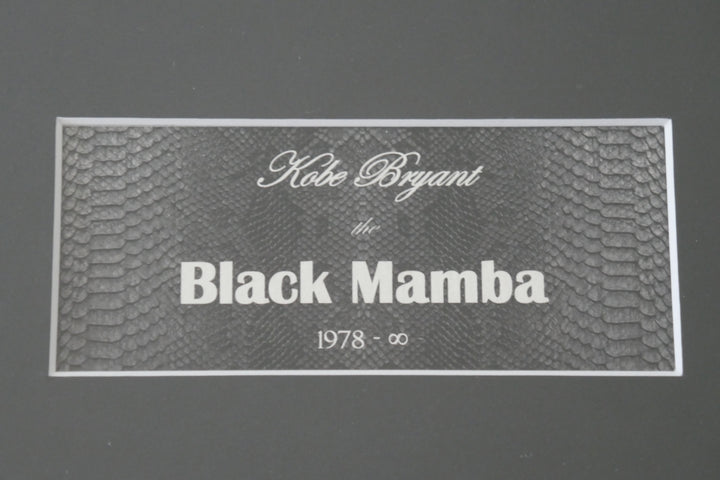 Kobe Bryant
the
Black Mamba
1978 - ∞